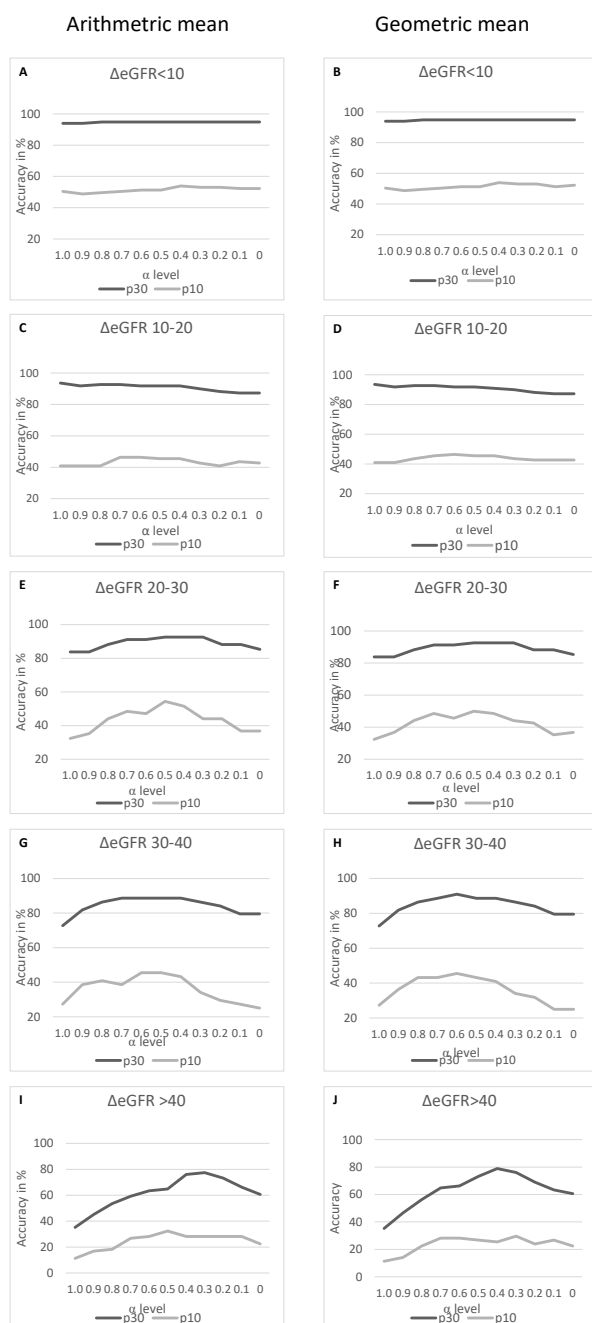 Arithmetric mean
Geometric mean
A
ΔeGFR<10
Accuracy in %
100
80
60
40
20
1.0 0.9 0.8 0.7 0.6 0.5 0.4 0.3 0.2 0.1 0
α level
p30 p10
B
ΔeGFR<10
Accuracy in %
100
80
60
40
20
1.0 0.9 0.8 0.7 0.6 0.5 0.4 0.3 0.2 0.1 0
α level
p30 p10
C
ΔeGFR 10-20
Accuracy in %
100
80
60
40
20
1.0 0.9 0.8 0.7 0.6 0.5 0.4 0.3 0.2 0.1 0
α level
p30 p10
D
ΔeGFR 10-20
Accuracy in %
100
80
60
40
20
1.0 0.9 0.8 0.7 0.6 0.5 0.4 0.3 0.2 0.1 0
α level
p30 p10
E
ΔeGFR 20-30
Accuracy in %
100
80
60
40
20
1.0 0.9 0.8 0.7 0.6 0.5 0.4 0.3 0.2 0.1 0
α level
p30 p10
F
ΔeGFR 20-30
Accuracy in %
100
80
60
40
20
1.0 0.9 0.8 0.7 0.6 0.5 0.4 0.3 0.2 0.1 0
α level
p30 p10
G
ΔeGFR 30-40
Accuracy in %
100
80
60
40
20
1.0 0.9 0.8 0.7 0.6 0.5 0.4 0.3 0.2 0.1 0
α level
p30 p10
H
ΔeGFR 30-40
Accuracy in %
100
80
60
40
20
1.0 0.9 0.8 0.7 0.6 0.5 0.4 0.3 0.2 0.1 0
α level
p30 p10
I
ΔeGFR >40
Accuracy in %
100
80
60
40
20
0
1.0 0.9 0.8 0.7 0.6 0.5 0.4 0.3 0.2 0.1 0
α level
p30 p10
J
ΔeGFR>40
Accuracy
100
80
60
40
20
0
1.0 0.9 0.8 0.7 0.6 0.5 0.4 0.3 0.2 0.1 0
α level
p30 p10